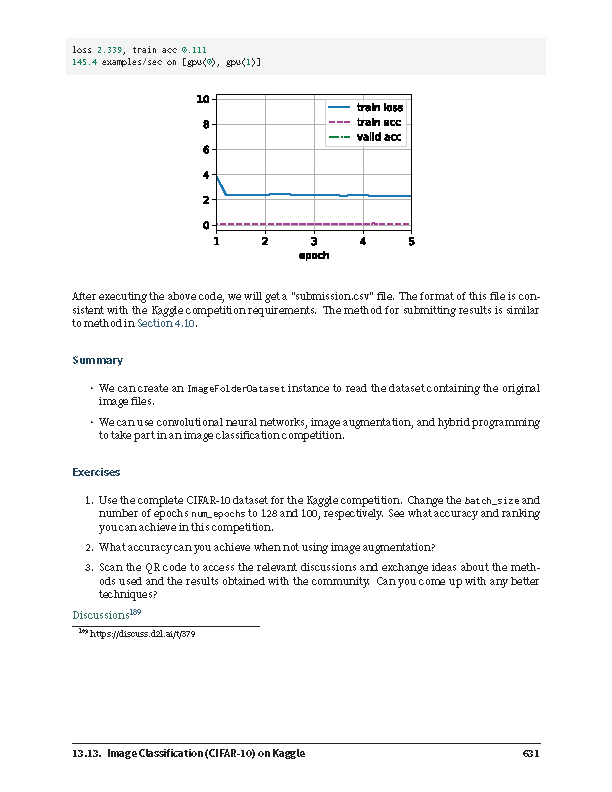 loss 2.339, train acc 0.111
145.4 examples/sec on [gpu(0), gpu(1)]
10
8
6
4
2
0
train loss
train acc
valid acc
1 2 3 4 5
epoch
After executing the above code, we will get a "submission.csv" file. The format of this file is con-
sistent with the Kaggle competition requirements. The method for submitting results is similar
to method in Section 4.10.
Summary
• We can create an ImageFolderDataset instance to read the dataset containing the original
image files.
• We can use convolutional neural networks, image augmentation, and hybrid programming
to take part in an image classification competition.
Exercises
1. Use the complete CIFAR-10 dataset for the Kaggle competition. Change the batch_size and
number of epochs num_epochs to 128 and 100, respectively. See what accuracy and ranking
you can achieve in this competition.
2. What accuracy can you achieve when not using image augmentation?
3. Scan the QR code to access the relevant discussions and exchange ideas about the meth-
ods used and the results obtained with the community. Can you come up with any better
techniques?
Discussions189
189 https://discuss.d2l.ai/t/379
13.13. Image Classification (CIFAR-10) on Kaggle 631